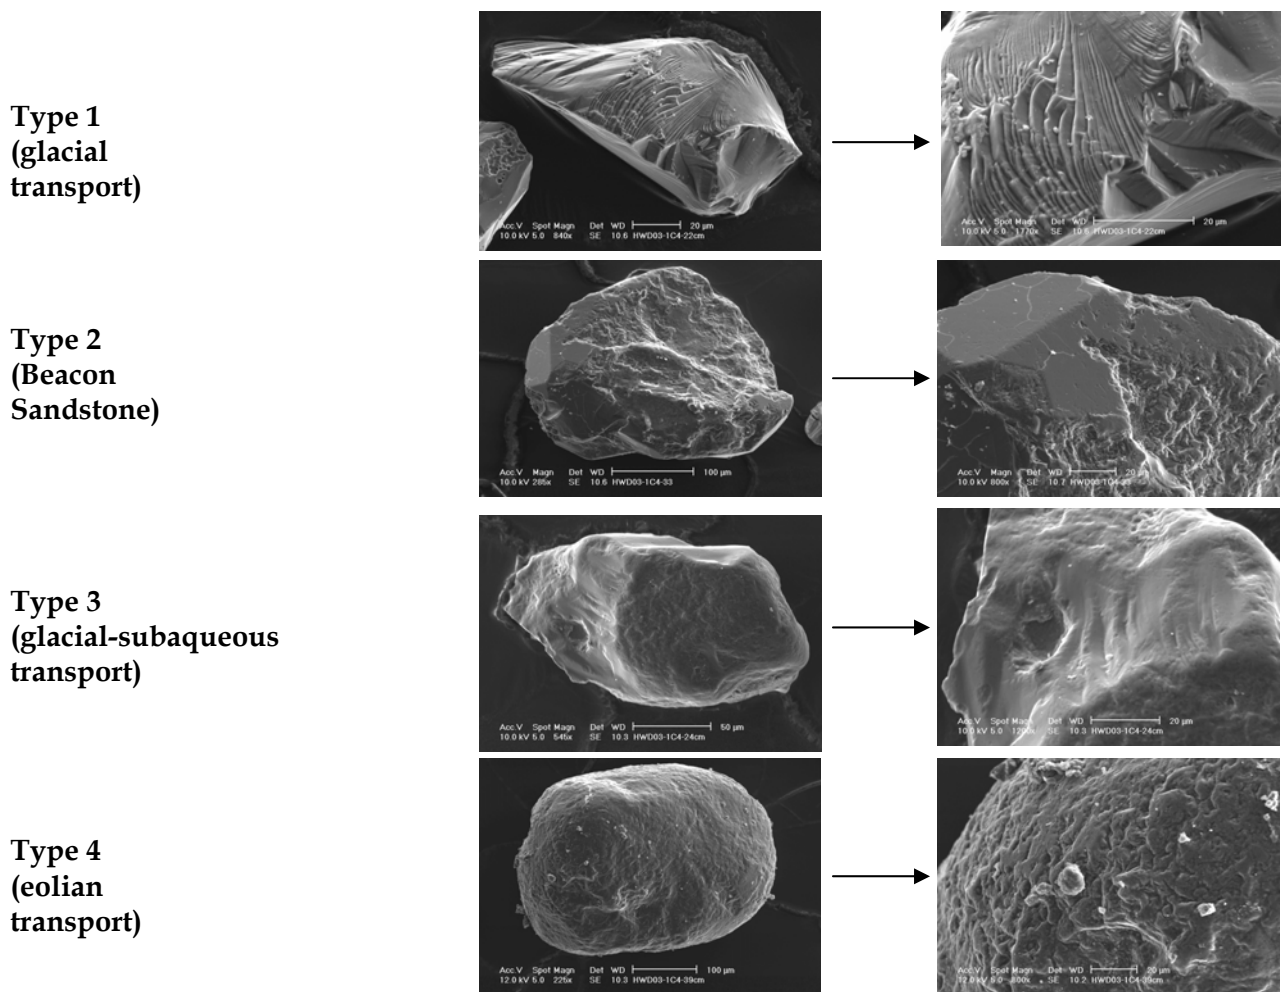 Type 1
(glacial
transport)
Acc.V Spot Magn Det WD 20 µm
10.0 kV 5.0 840x SE 10.6 HWD03-1C4-22cm
Acc.V Spot Magn Det WD 20 µm
10.0 kV 5.0 1770x SE 10.6 HWD03-1C4-22cm
Type 2
(Beacon
Sandstone)
Acc.V Magn Det WD 100 µm
10.0 kV 285x SE 10.6 HWD03-1C4-33
Acc.V Magn Det WD 20 µm
10.0 kV 800x SE 10.7 HWD03-1C4-33
Type 3
(glacial-subaqueous
transport)
Acc.V Spot Magn Det WD 50 µm
10.0 kV 5.0 545x SE 10.3 HWD03-1C4-24cm
Acc.V Spot Magn Det WD 20 µm
10.0 kV 5.0 1200x SE 10.3 HWD03-1C4-24cm
Type 4
(eolian
transport)
Acc.V Spot Magn Det WD 100 µm
12.0 kV 5.0 225x SE 10.3 HWD03-1C4-39cm
Acc.V Spot Magn Det WD 20 µm
12.0 kV 5.0 800x SE 10.2 HWD03-1C4-39cm